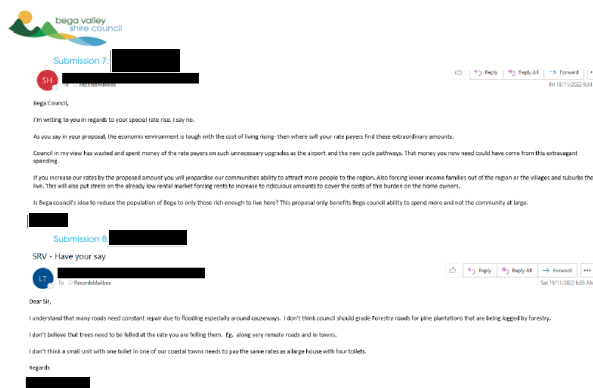 bega valley
shire council
Submission 7:
SH
To RecordsMailbox
Reply Reply All Forward
Bega Council,
I'm writing to you in regards to your special rate rise. I say no.
As you say in your proposal, the economic environment is tough with the cost of living rising- then where will your rate payers find these extraordinary amounts.
Council in my view has wasted and spent money of the rate payers on such unnecessary upgrades as the airport and the new cycle pathways. That money you now need could have come from this extravagant
spending.
If you increase our rates by the proposed amount you will jeopardise our communities ability to attract more people to the region. Also forcing lower income families out of the region or the villages and suburbs the
live. This will also put stress on the already low rental market forcing rents to increase to ridiculous amounts to cover the costs of this burden on the home owners.
Is Bega council's idea to reduce the population of Bega to only those rich enough to live here? This proposal only benefits Bega council ability to spend more and not the community at large.
Submission 8:
SRV - Have your say
LT
To RecordsMailbox
Reply Reply All Forward ...
Dear Sir,
I understand that many roads need constant repair due to flooding especially around causeways. I don't think council should grade Forestry roads for pine plantations that are being logged by forestry.
I don't believe that trees need to be felled at the rate you are felling them. Eg. along very remote roads and in towns.
I don't think a small unit with one toilet in one of our coastal towns needs to pay the same rates as a large house with four toilets.
Regards